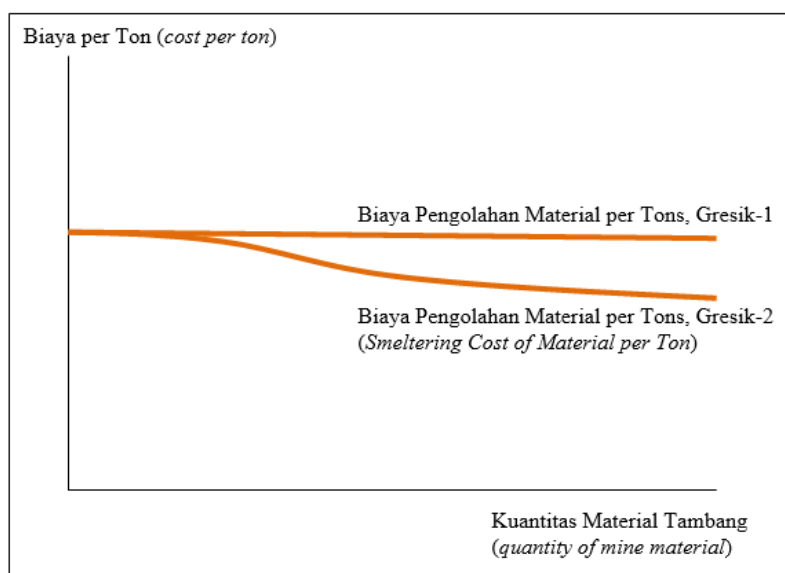 Biaya per Ton (cost per ton)
Biaya Pengolahan Material per Tons, Gresik-1
Biaya Pengolahan Material per Tons, Gresik-2
(Smeltering Cost of Material per Ton)
Kuantitas Material Tambang
(quantity of mine material)